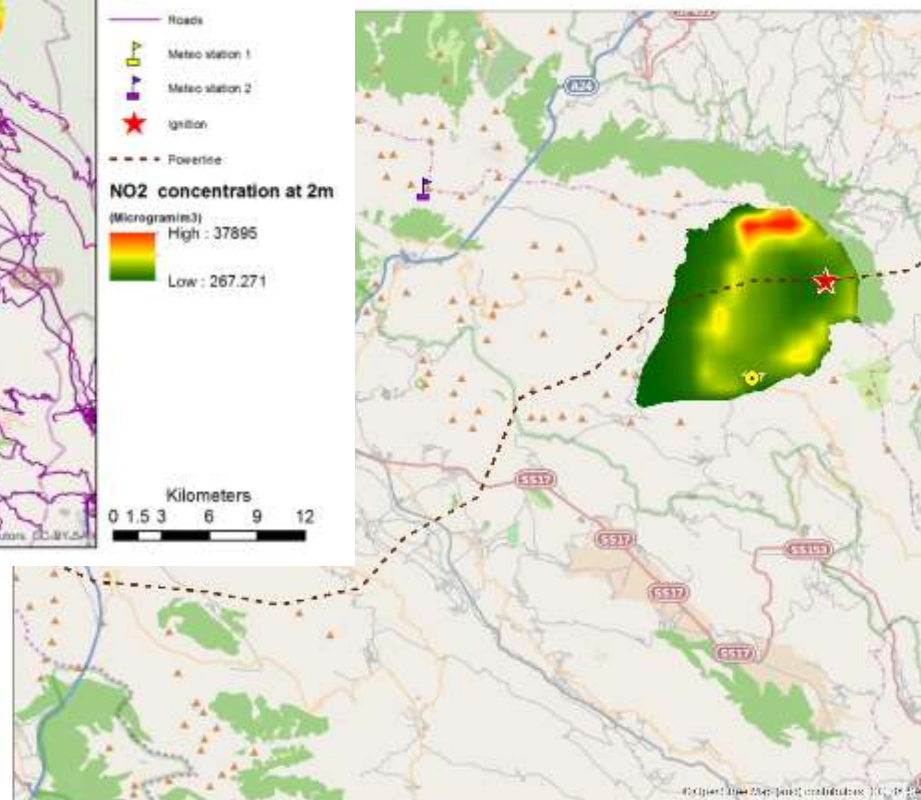 Roads
Meteo station 1
Meteo station 2
Ignition
Powerline
NO2 concentration at 2m
(Microgram/m3)
High : 37895
Low : 267.271
Kilometers
0 1.5 3 6 9 12
A24
SS17
SS17
SS153
SS17
SS17